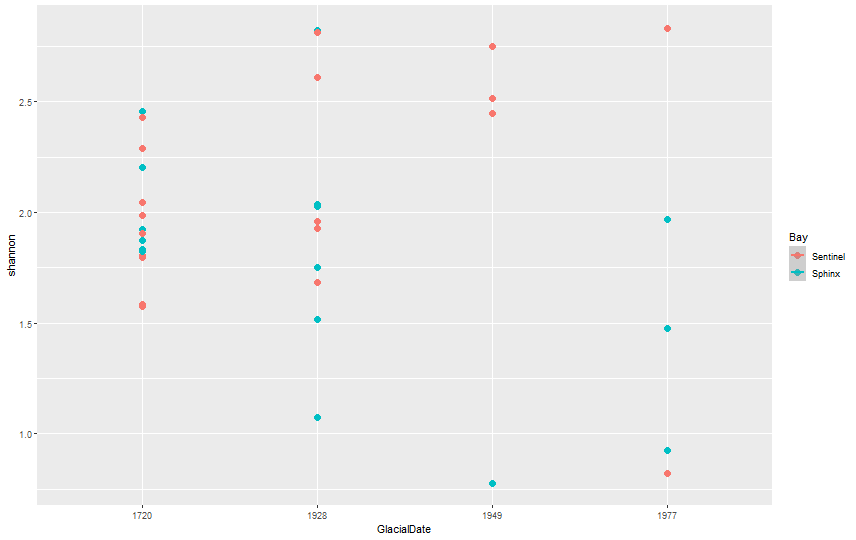 shannon
2.5
2.0
1.5
1.0
1720 1928 1949 1977
GlacialDate
Bay
Sentinel
Sphinx